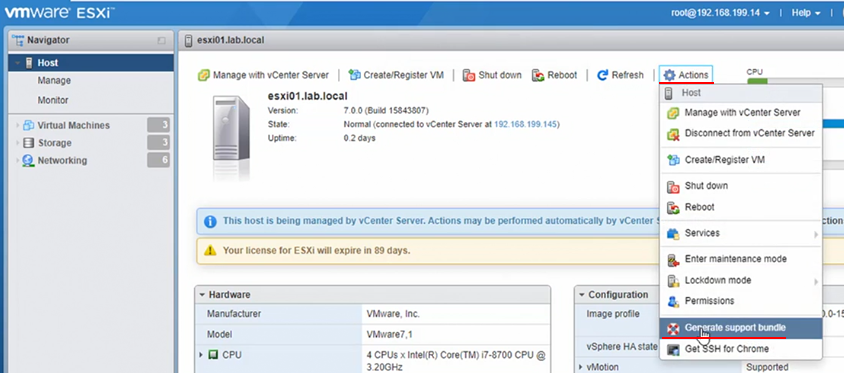 vmware ESXi™
root@192.168.199.14
Help
Navigator
Host
Manage
Monitor
Virtual Machines 3
Storage 3
Networking 6
esxi01.lab.local
Manage with vCenter Server
Create/Register VM
Shut down
Reboot
Refresh
Actions
CPU
esxi01.lab.local
Version: 7.0.0 (Build 15843807)
State: Normal (connected to vCenter Server at 192.168.199.145)
Uptime: 0.2 days
This host is being managed by vCenter Server. Actions may be performed automatically by vCenter
Your license for ESXi will expire in 89 days.
Hardware
Manufacturer VMware, Inc.
Model VMware7,1
CPU 4 CPUs x Intel(R) Core(TM) i7-8700 CPU @
3.20GHz
Configuration
Image profile
vSphere HA state
vMotion Supported
Host
Manage with vCenter Server
Disconnect from vCenter Server
Create/Register VM
Shut down
Reboot
Services
Enter maintenance mode
Lockdown mode
Permissions
Generate support bundle
Get SSH for Chrome